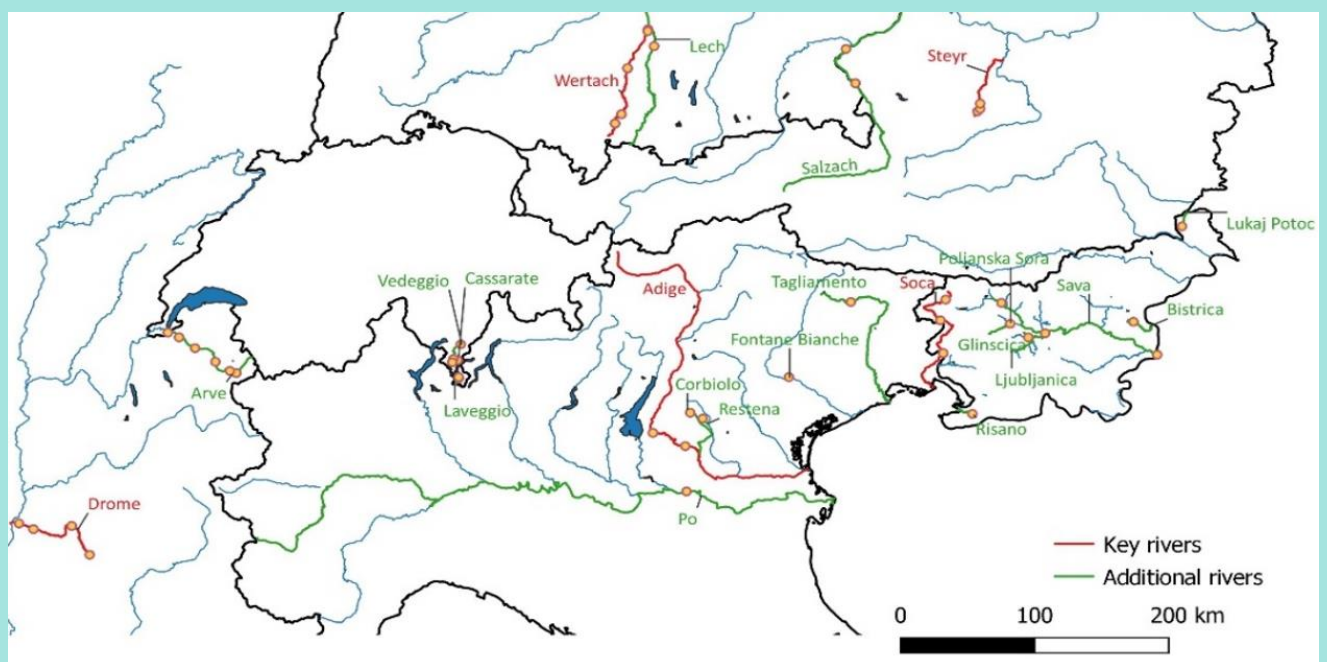 Lech
Steyr
Wertach
Salzach
Lukaj Potoc
Poljanska Sora
Vedeggio
Cassarate
Adige
Tagliamento
Soca
Sava
Bistrica
Fontane Bianche
Glinscica
Ljubljanica
Arve
Laveggio
Corbiolo
Restena
Risano
Drome
Po
Key rivers
Additional rivers
0 100 200 km